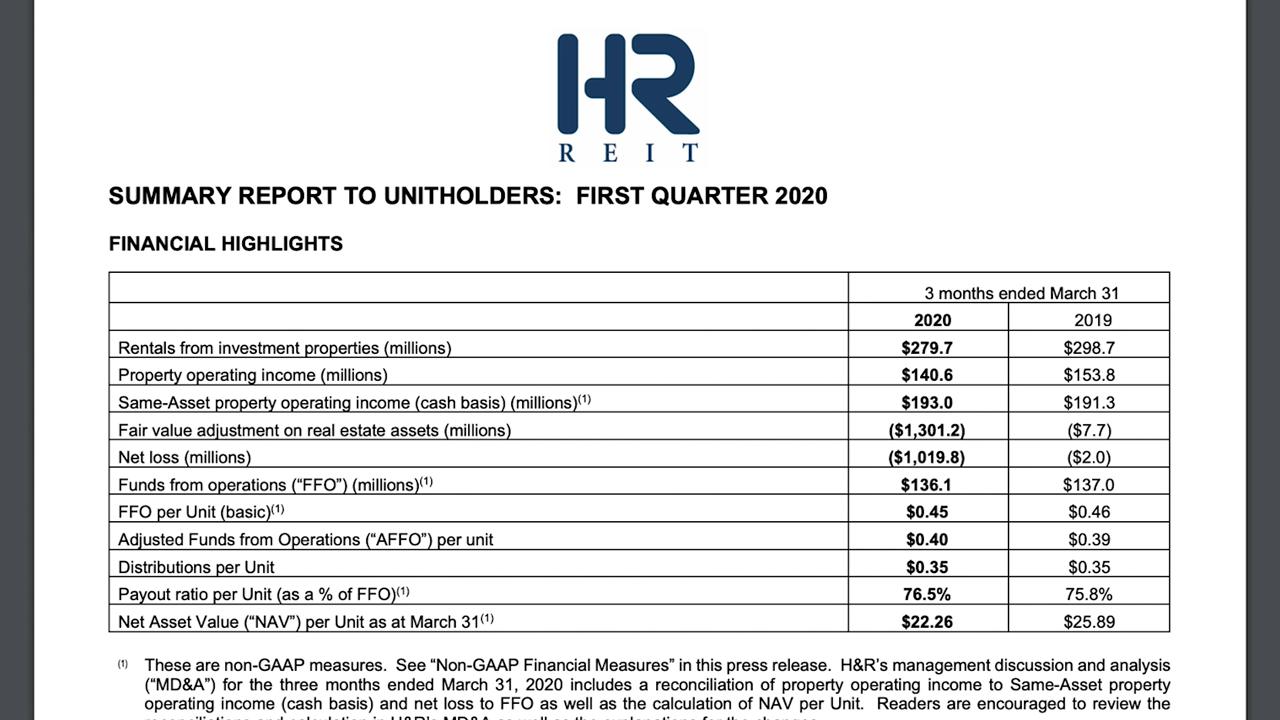 HR
REIT
SUMMARY REPORT TO UNITHOLDERS: FIRST QUARTER 2020
FINANCIAL HIGHLIGHTS
3 months ended March 31
2020 2019
Rentals from investment properties (millions) $279.7 $298.7
Property operating income (millions) $140.6 $153.8
Same-Asset property operating income (cash basis) (millions)(1) $193.0 $191.3
Fair value adjustment on real estate assets (millions) ($1,301.2) ($7.7)
Net loss (millions) ($1,019.8) ($2.0)
Funds from operations (“FFO”) (millions)(1) $136.1 $137.0
FFO per Unit (basic)(1) $0.45 $0.46
Adjusted Funds from Operations (“AFFO”) per unit $0.40 $0.39
Distributions per Unit $0.35 $0.35
Payout ratio per Unit (as a % of FFO)(1) 76.5% 75.8%
Net Asset Value (“NAV”) per Unit as at March 31(1) $22.26 $25.89
(1) These are non-GAAP measures. See “Non-GAAP Financial Measures” in this press release. H&R’s management discussion and analysis
(“MD&A”) for the three months ended March 31, 2020 includes a reconciliation of property operating income to Same-Asset property
operating income (cash basis) and net loss to FFO as well as the calculation of NAV per Unit. Readers are encouraged to review the